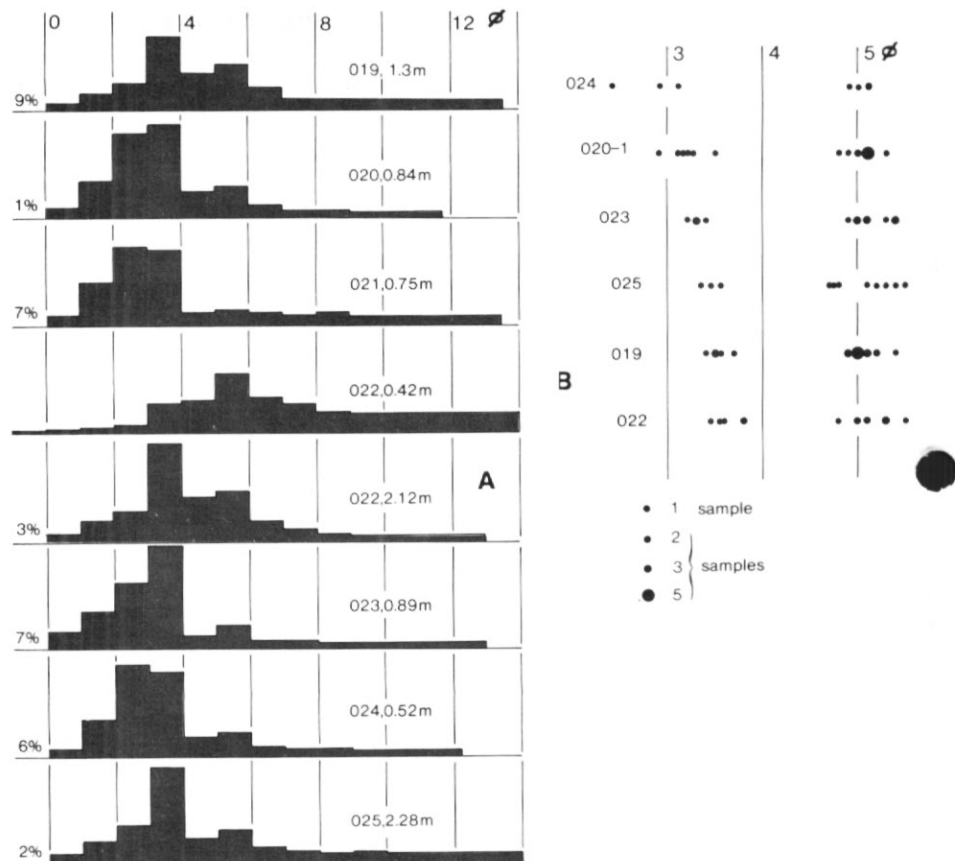 0 4 8 12 ø
019, 1.3m
9%
020,0.84m
1%
021,0.75m
7%
022,0.42m
022,2.12m
3%
A
023,0.89m
7%
024,0.52m
6%
025,2.28m
2%
3 4 5 ø
024
020-1
023
025
019
B
022
1 sample
2
3 samples
5